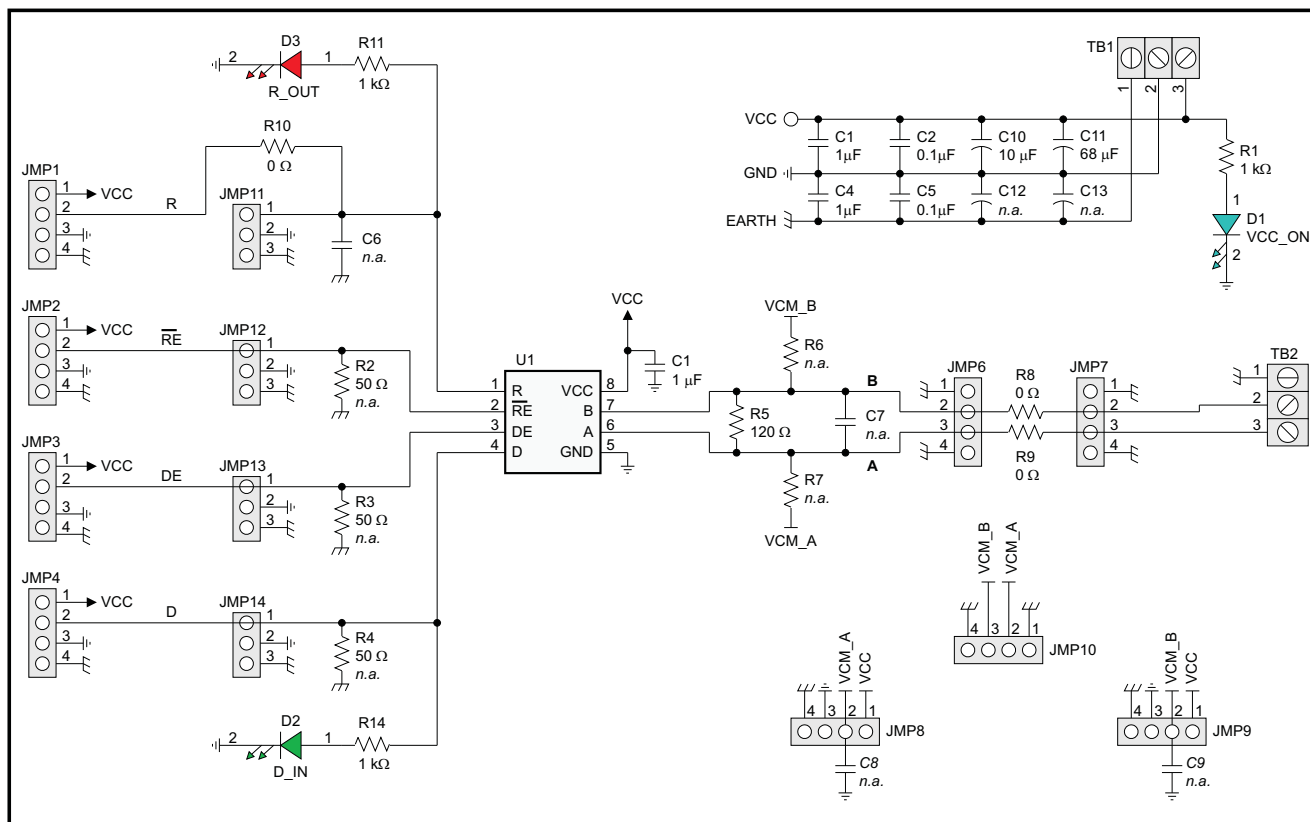 D3
R11
2
1
1 kΩ
R_OUT
R10
0 Ω
JMP1
1
VCC
2
R
3
4
JMP11
1
2
3
C6
n.a.
TB1
1
2
3
VCC
C1
1μF
C2
0.1μF
C10
10 μF
C11
68 μF
R1
1 kΩ
GND
C4
1μF
C5
0.1μF
C12
n.a.
C13
n.a.
EARTH
1
D1
VCC_ON
2
JMP2
1
VCC
2
RE
3
4
JMP12
1
2
3
R2
50 Ω
n.a.
VCC
C1
1 μF
U1
1
R
VCC
8
2
RE
B
7
3
DE
A
6
4
D
GND
5
VCM_B
R6
n.a.
B
R5
120 Ω
C7
n.a.
A
R7
n.a.
VCM_A
JMP6
1
2
3
4
R8
0 Ω
R9
0 Ω
JMP7
1
2
3
4
TB2
1
2
3
JMP3
1
VCC
2
DE
3
4
JMP13
1
2
3
R3
50 Ω
n.a.
JMP4
1
VCC
2
D
3
4
JMP14
1
2
3
R4
50 Ω
n.a.
D2
R14
2
1
1 kΩ
D_IN
VCM_B
VCM_A
4
3
2
1
JMP10
VCM_A
VCC
4
3
2
1
JMP8
C8
n.a.
VCM_B
VCC
4
3
2
1
JMP9
C9
n.a.